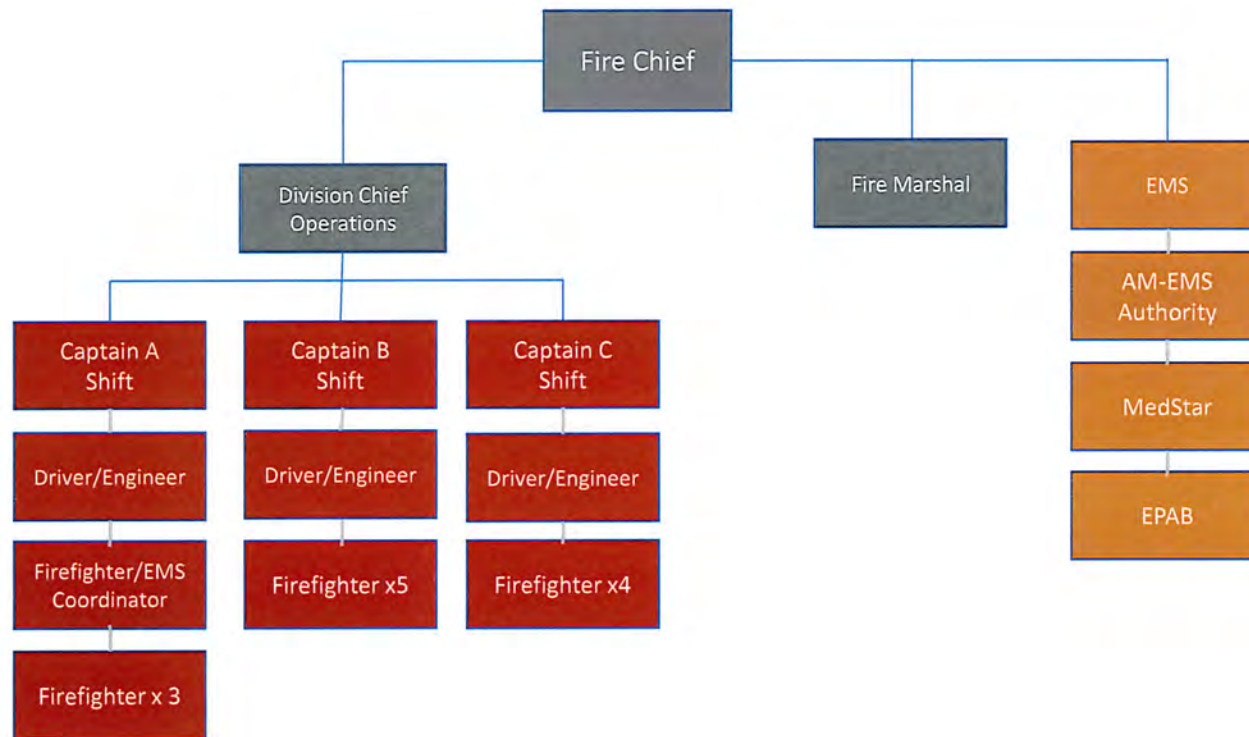 Fire Chief
Division Chief
Operations
Fire Marshal
EMS
AM-EMS
Authority
MedStar
EPAB
Captain A
Shift
Driver/Engineer
Firefighter/EMS
Coordinator
Firefighter x 3
Captain B
Shift
Driver/Engineer
Firefighter x5
Captain C
Shift
Driver/Engineer
Firefighter x4